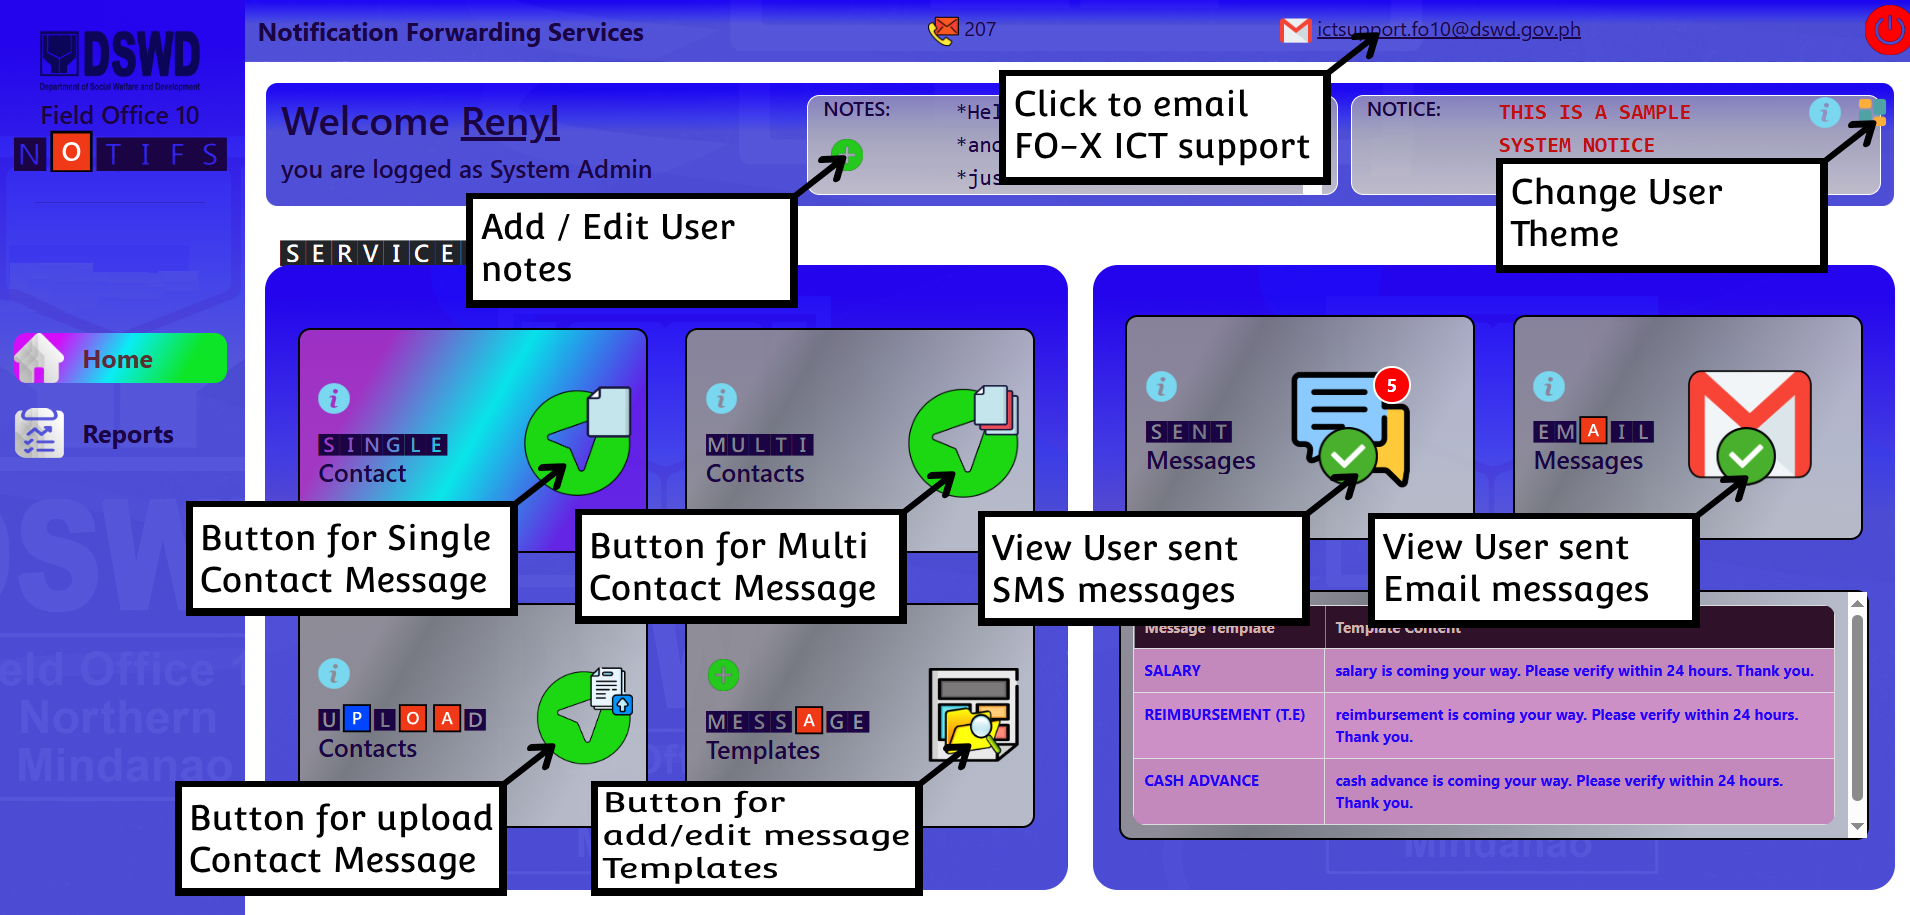 DSWD
Department of Social Welfare and Development
Field Office 10
NOTIFS
Home
Reports
Notification Forwarding Services
207
ictsupport.fo10@dswd.gov.ph
Click to email
FO-X ICT support
Welcome Renyl
you are logged as System Admin
NOTES:
NOTICE:
THIS IS A SAMPLE
SYSTEM NOTICE
Change User
Theme
Add / Edit User
notes
SERVICE
SINGLE
Contact
MULTI
Contacts
5
SENT
Messages
EMAIL
Messages
Button for Single
Contact Message
Button for Multi
Contact Message
View User sent
SMS messages
View User sent
Email messages
UPLOAD
Contacts
MESSAGE
Templates
Button for upload
Contact Message
Button for
add/edit message
Templates
Message Template
Template Content
SALARY
salary is coming your way. Please verify within 24 hours. Thank you.
REIMBURSEMENT (T.E)
reimbursement is coming your way. Please verify within 24 hours.
Thank you.
CASH ADVANCE
cash advance is coming your way. Please verify within 24 hours.
Thank you.
Northern
Mindanao
Mindanao